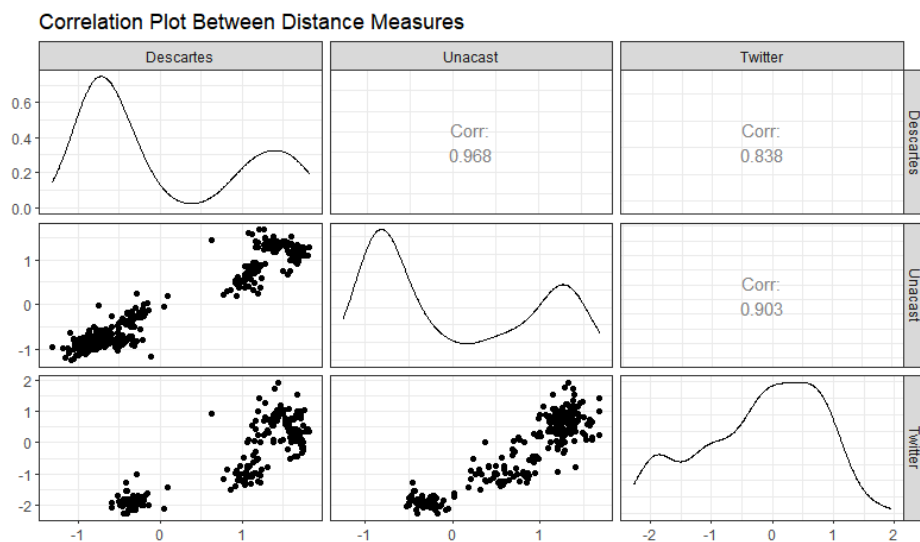 Correlation Plot Between Distance Measures
Descartes Unacast Twitter
0.6
0.4
0.2
0.0
Corr:
0.968
Corr:
0.838
Descartes
1
0
-1
Corr:
0.903
Unacast
2
1
0
-1
-2
Twitter
-1 0 1 -1 0 1 -2 -1 0 1 2